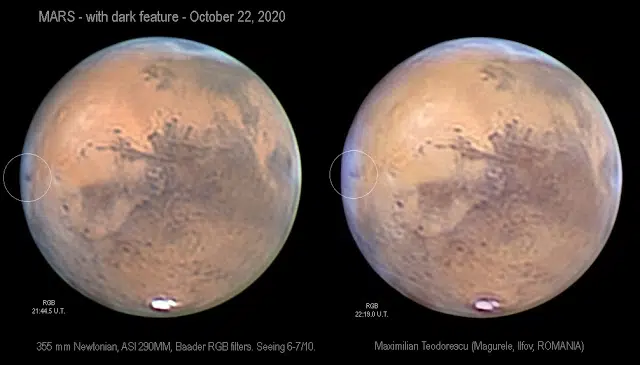 MARS - with dark feature - October 22, 2020
RGB
21:44.5 U.T.
RGB
22:19.0 U.T.
355 mm Newtonian, ASI 290MM, Baader RGB filters. Seeing 6-7/10.
Maximilian Teodorescu (Magurele, Ilfov, ROMANIA)